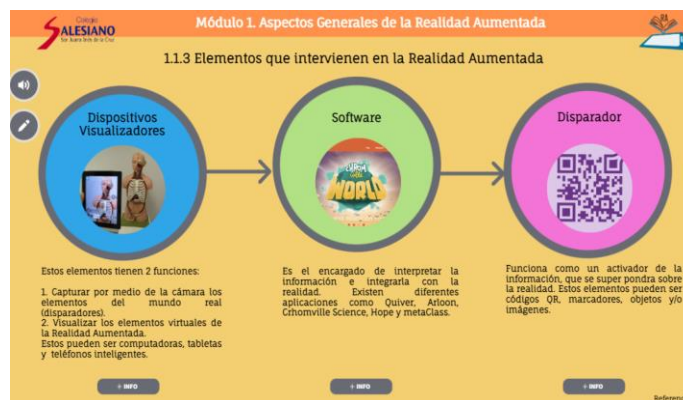 Colegio
SALESIANO
San Juana Inés de la Cruz
Módulo 1. Aspectos Generales de la Realidad Aumentada
1.1.3 Elementos que intervienen en la Realidad Aumentada
Dispositivos
Visualizadores
Software
Disparador
WORLD
Estos elementos tienen 2 funciones:
1. Capturar por medio de la cámara los
elementos del mundo real
(disparadores).
2. Visualizar los elementos virtuales de
la Realidad Aumentada.
Estos pueden ser computadoras, tabletas
y teléfonos inteligentes.
Es el encargado de interpretar la
información e integrarla con la
realidad. Existen diferentes
aplicaciones como Quiver, Arloon,
Crhomville Science, Hope y metaClass.
Funciona como un activador de la
información, que se super pondra sobre
la realidad. Estos elementos pueden ser
códigos QR, marcadores, objetos y/o
imágenes.
+ INFO
+ INFO
+ INFO